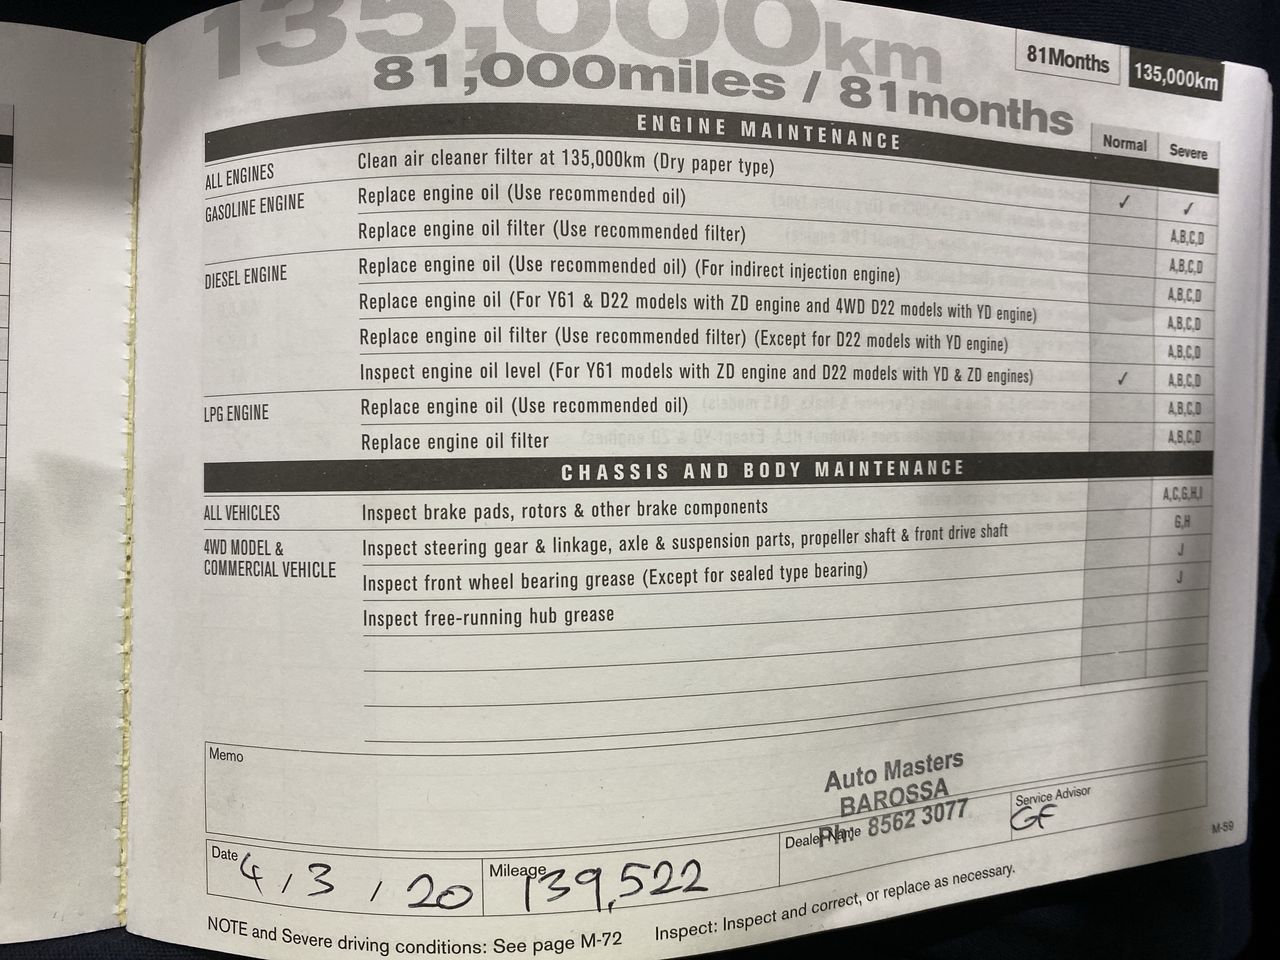 135,000km
81,000miles / 81months
81Months
135,000km
ENGINE MAINTENANCE
Normal
Severe
ALL ENGINES
Clean air cleaner filter at 135,000km (Dry paper type)
GASOLINE ENGINE
Replace engine oil (Use recommended oil)
✓
✓
Replace engine oil filter (Use recommended filter)
A,B,C,D
DIESEL ENGINE
Replace engine oil (Use recommended oil) (For indirect injection engine)
A,B,C,D
Replace engine oil (For Y61 & D22 models with ZD engine and 4WD D22 models with YD engine)
A,B,C,D
Replace engine oil filter (Use recommended filter) (Except for D22 models with YD engine)
A,B,C,D
A,B,C,D
Inspect engine oil level (For Y61 models with ZD engine and D22 models with YD & ZD engines)
✓
A,B,C,D
LPG ENGINE
Replace engine oil (Use recommended oil)
A,B,C,D
Replace engine oil filter
A,B,C,D
CHASSIS AND BODY MAINTENANCE
ALL VEHICLES
Inspect brake pads, rotors & other brake components
A,C,G,H,I
4WD MODEL &
COMMERCIAL VEHICLE
Inspect steering gear & linkage, axle & suspension parts, propeller shaft & front drive shaft
G,H
Inspect front wheel bearing grease (Except for sealed type bearing)
J
Inspect free-running hub grease
J
Memo
Auto Masters
BAROSSA
Ph: 8562 3077
Date 4 / 3 / 20
Mileage 139,522
Dealer Name
Service Advisor
GF
M-59
NOTE and Severe driving conditions: See page M-72
Inspect: Inspect and correct, or replace as necessary.